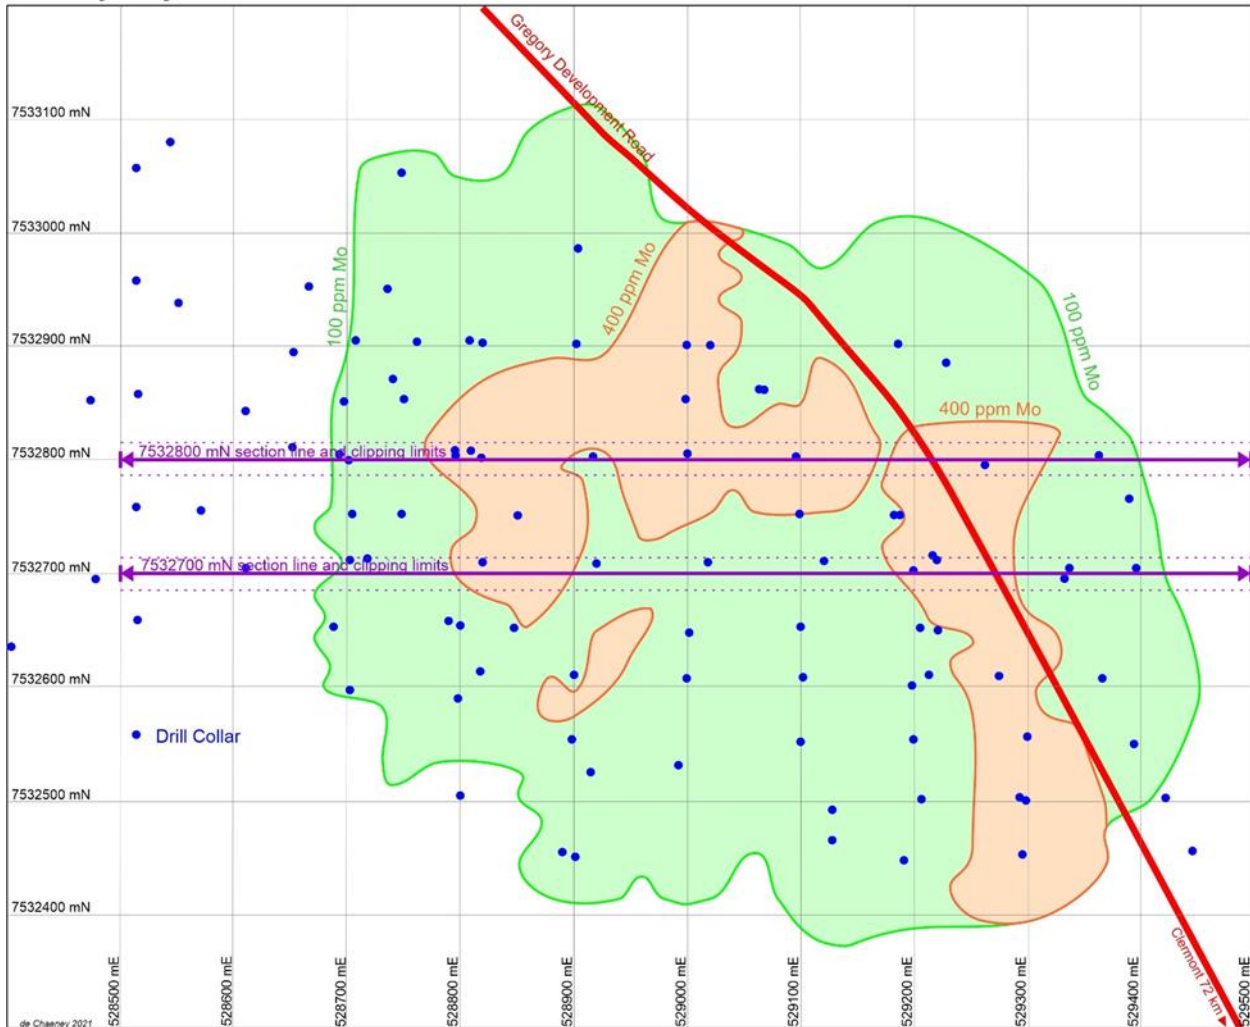 Gregory Development Road
7533100 mN
7533000 mN
100 ppm Mo
400 ppm Mo
100 ppm Mo
7532900 mN
400 ppm Mo
7532800 mN
7532800 mN section line and clipping limits
7532700 mN
7532700 mN section line and clipping limits
7532600 mN
Drill Collar
7532500 mN
7532400 mN
528500 mE
528600 mE
528700 mE
528800 mE
528900 mE
529000 mE
529100 mE
529200 mE
529300 mE
529400 mE
529500 mE
Clermont 72 km
de Chaeney 2021